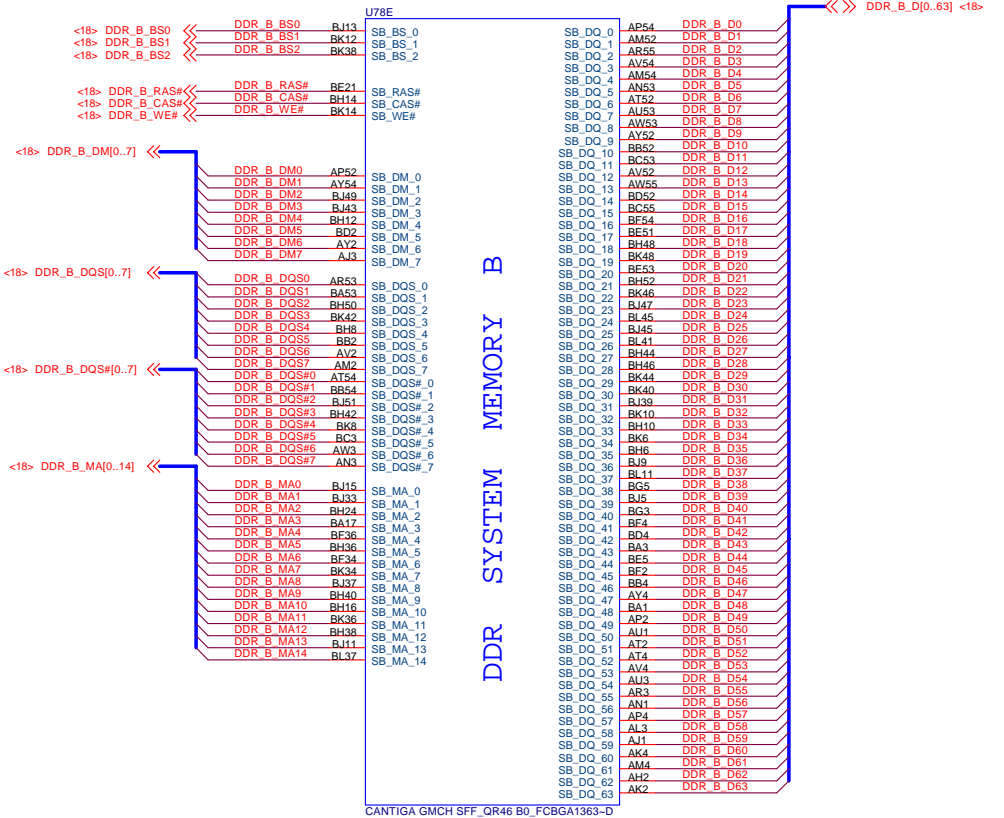 U78E
DDR_B_D[0..63] <18>
<18> DDR_B_BS0 DDR_B_BS0 BJ13 SB_BS_0
<18> DDR_B_BS1 DDR_B_BS1 BK12 SB_BS_1
<18> DDR_B_BS2 DDR_B_BS2 BK38 SB_BS_2
<18> DDR_B_RAS# DDR_B_RAS# BE21 SB_RAS#
<18> DDR_B_CAS# DDR_B_CAS# BH14 SB_CAS#
<18> DDR_B_WE# DDR_B_WE# BK14 SB_WE#
<18> DDR_B_DM[0..7]
DDR_B_DM0 AP52 SB_DM_0
DDR_B_DM1 AY54 SB_DM_1
DDR_B_DM2 BJ49 SB_DM_2
DDR_B_DM3 BJ43 SB_DM_3
DDR_B_DM4 BH12 SB_DM_4
DDR_B_DM5 BD2 SB_DM_5
DDR_B_DM6 AY2 SB_DM_6
DDR_B_DM7 AJ3 SB_DM_7
<18> DDR_B_DQS[0..7]
DDR_B_DQS0 AR53 SB_DQS_0
DDR_B_DQS1 BA53 SB_DQS_1
DDR_B_DQS2 BH50 SB_DQS_2
DDR_B_DQS3 BK42 SB_DQS_3
DDR_B_DQS4 BH8 SB_DQS_4
DDR_B_DQS5 BB2 SB_DQS_5
DDR_B_DQS6 AV2 SB_DQS_6
DDR_B_DQS7 AM2 SB_DQS_7
<18> DDR_B_DQS#[0..7]
DDR_B_DQS#0 AT54 SB_DQS#_0
DDR_B_DQS#1 BB54 SB_DQS#_1
DDR_B_DQS#2 BJ51 SB_DQS#_2
DDR_B_DQS#3 BH42 SB_DQS#_3
DDR_B_DQS#4 BK8 SB_DQS#_4
DDR_B_DQS#5 BC3 SB_DQS#_5
DDR_B_DQS#6 AW3 SB_DQS#_6
DDR_B_DQS#7 AN3 SB_DQS#_7
<18> DDR_B_MA[0..14]
DDR_B_MA0 BJ15 SB_MA_0
DDR_B_MA1 BJ33 SB_MA_1
DDR_B_MA2 BH24 SB_MA_2
DDR_B_MA3 BA17 SB_MA_3
DDR_B_MA4 BF36 SB_MA_4
DDR_B_MA5 BH36 SB_MA_5
DDR_B_MA6 BF34 SB_MA_6
DDR_B_MA7 BK34 SB_MA_7
DDR_B_MA8 BJ37 SB_MA_8
DDR_B_MA9 BH40 SB_MA_9
DDR_B_MA10 BH16 SB_MA_10
DDR_B_MA11 BK36 SB_MA_11
DDR_B_MA12 BH38 SB_MA_12
DDR_B_MA13 BJ11 SB_MA_13
DDR_B_MA14 BL37 SB_MA_14
DDR SYSTEM MEMORY B
SB_DQ_0 AP54 DDR_B_D0
SB_DQ_1 AM52 DDR_B_D1
SB_DQ_2 AR55 DDR_B_D2
SB_DQ_3 AV54 DDR_B_D3
SB_DQ_4 AM54 DDR_B_D4
SB_DQ_5 AN53 DDR_B_D5
SB_DQ_6 AT52 DDR_B_D6
SB_DQ_7 AU53 DDR_B_D7
SB_DQ_8 AW53 DDR_B_D8
SB_DQ_9 AY52 DDR_B_D9
SB_DQ_10 BB52 DDR_B_D10
SB_DQ_11 BC53 DDR_B_D11
SB_DQ_12 AV52 DDR_B_D12
SB_DQ_13 AW55 DDR_B_D13
SB_DQ_14 BD52 DDR_B_D14
SB_DQ_15 BC55 DDR_B_D15
SB_DQ_16 BF54 DDR_B_D16
SB_DQ_17 BE51 DDR_B_D17
SB_DQ_18 BH48 DDR_B_D18
SB_DQ_19 BK48 DDR_B_D19
SB_DQ_20 BE53 DDR_B_D20
SB_DQ_21 BH52 DDR_B_D21
SB_DQ_22 BK46 DDR_B_D22
SB_DQ_23 BJ47 DDR_B_D23
SB_DQ_24 BL45 DDR_B_D24
SB_DQ_25 BJ45 DDR_B_D25
SB_DQ_26 BL41 DDR_B_D26
SB_DQ_27 BH44 DDR_B_D27
SB_DQ_28 BH46 DDR_B_D28
SB_DQ_29 BK44 DDR_B_D29
SB_DQ_30 BK40 DDR_B_D30
SB_DQ_31 BJ39 DDR_B_D31
SB_DQ_32 BK10 DDR_B_D32
SB_DQ_33 BH10 DDR_B_D33
SB_DQ_34 BK6 DDR_B_D34
SB_DQ_35 BH6 DDR_B_D35
SB_DQ_36 BJ9 DDR_B_D36
SB_DQ_37 BL11 DDR_B_D37
SB_DQ_38 BG5 DDR_B_D38
SB_DQ_39 BJ5 DDR_B_D39
SB_DQ_40 BG3 DDR_B_D40
SB_DQ_41 BF4 DDR_B_D41
SB_DQ_42 BD4 DDR_B_D42
SB_DQ_43 BA3 DDR_B_D43
SB_DQ_44 BE5 DDR_B_D44
SB_DQ_45 BF2 DDR_B_D45
SB_DQ_46 BB4 DDR_B_D46
SB_DQ_47 AY4 DDR_B_D47
SB_DQ_48 BA1 DDR_B_D48
SB_DQ_49 AP2 DDR_B_D49
SB_DQ_50 AU1 DDR_B_D50
SB_DQ_51 AT2 DDR_B_D51
SB_DQ_52 AT4 DDR_B_D52
SB_DQ_53 AV4 DDR_B_D53
SB_DQ_54 AU3 DDR_B_D54
SB_DQ_55 AR3 DDR_B_D55
SB_DQ_56 AN1 DDR_B_D56
SB_DQ_57 AP4 DDR_B_D57
SB_DQ_58 AL3 DDR_B_D58
SB_DQ_59 AJ1 DDR_B_D59
SB_DQ_60 AK4 DDR_B_D60
SB_DQ_61 AM4 DDR_B_D61
SB_DQ_62 AH2 DDR_B_D62
SB_DQ_63 AK2 DDR_B_D63
CANTIGA GMCH SFF_QR46 B0_FCBGA1363~D